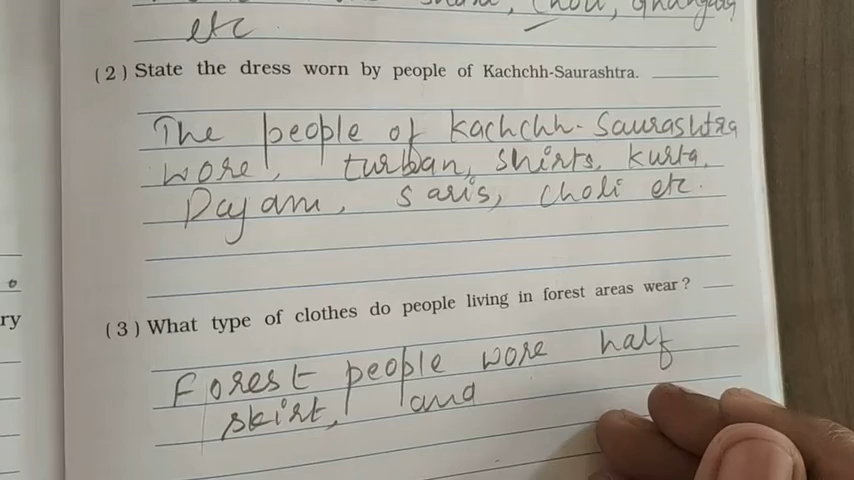 Choli,
etc
(2) State the dress worn by people of Kachchh-Saurashtra.
The people of Kachchh-Saurashtra
wore, turban, shirts, kurta,
Pajam, saris, choli etc.
(3) What type of clothes do people living in forest areas wear?
Forest people wore half
skirt, and
ry